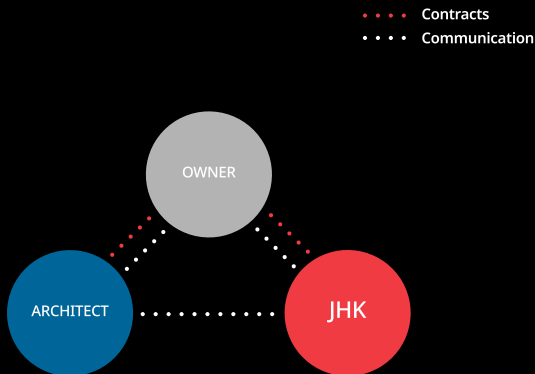 Contracts
Communication
OWNER
ARCHITECT
JHK